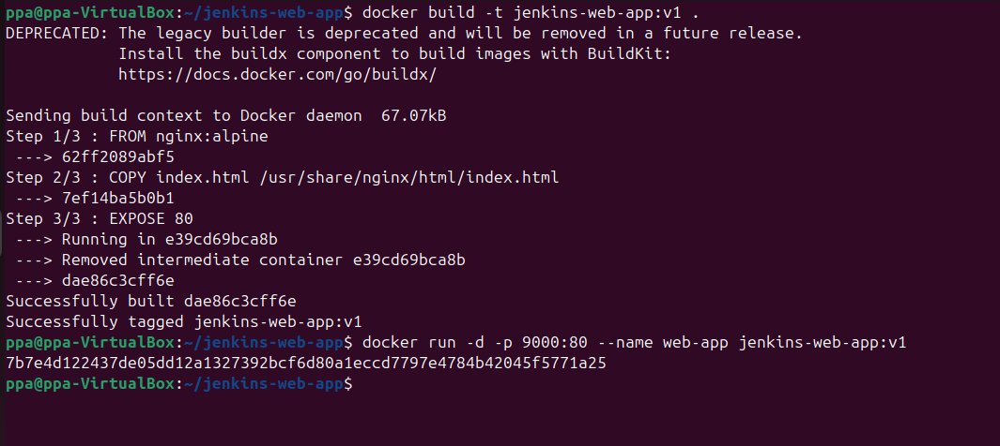 ppa@ppa-VirtualBox:~/jenkins-web-app$ docker build -t jenkins-web-app:v1 .
DEPRECATED: The legacy builder is deprecated and will be removed in a future release.
            Install the buildx component to build images with BuildKit:
            https://docs.docker.com/go/buildx/

Sending build context to Docker daemon  67.07kB
Step 1/3 : FROM nginx:alpine
 ---> 62ff2089abf5
Step 2/3 : COPY index.html /usr/share/nginx/html/index.html
 ---> 7ef14ba5b0b1
Step 3/3 : EXPOSE 80
 ---> Running in e39cd69bca8b
 ---> Removed intermediate container e39cd69bca8b
 ---> dae86c3cff6e
Successfully built dae86c3cff6e
Successfully tagged jenkins-web-app:v1
ppa@ppa-VirtualBox:~/jenkins-web-app$ docker run -d -p 9000:80 --name web-app jenkins-web-app:v1
7b7e4d122437de05dd12a1327392bcf6d80a1eccd7797e4784b42045f5771a25
ppa@ppa-VirtualBox:~/jenkins-web-app$